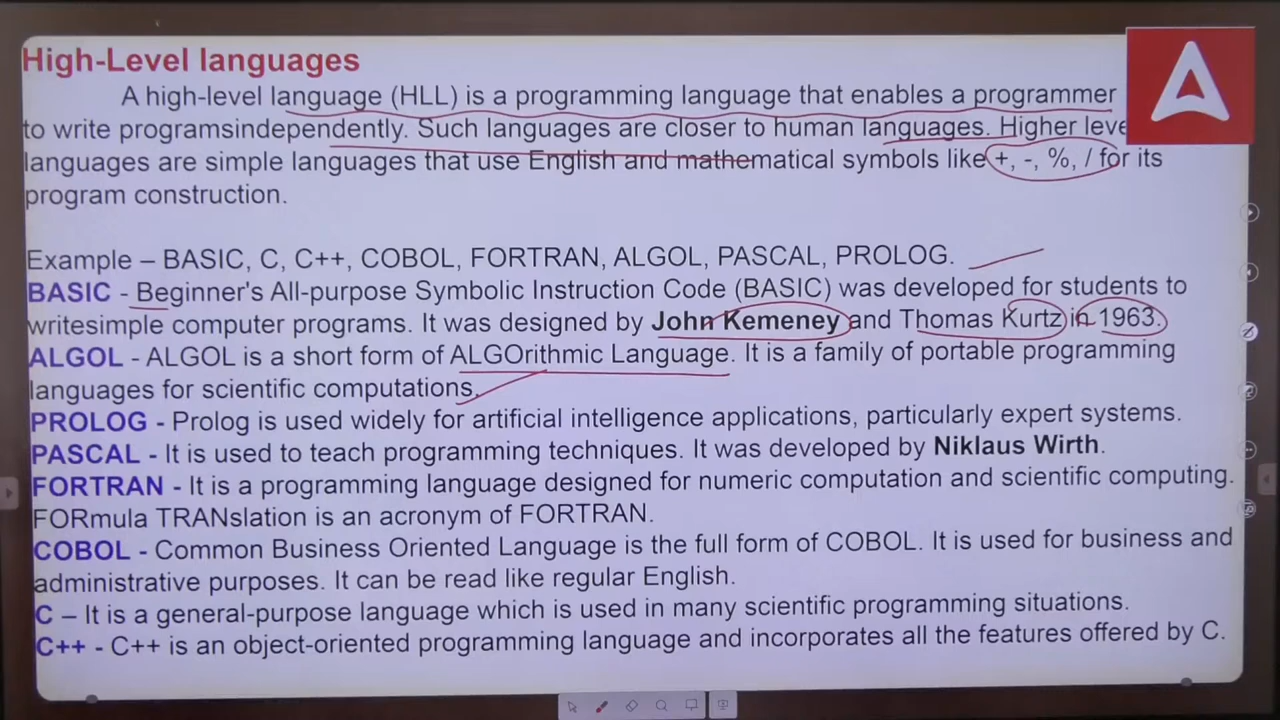 High-Level languages
A high-level language (HLL) is a programming language that enables a programmer
to write programsindependently. Such languages are closer to human languages. Higher leve
languages are simple languages that use English and mathematical symbols like +, -, %, / for its
program construction.
Example – BASIC, C, C++, COBOL, FORTRAN, ALGOL, PASCAL, PROLOG.
BASIC - Beginner's All-purpose Symbolic Instruction Code (BASIC) was developed for students to
writesimple computer programs. It was designed by John Kemeney and Thomas Kurtz in 1963.
ALGOL - ALGOL is a short form of ALGOrithmic Language. It is a family of portable programming
languages for scientific computations.
PROLOG - Prolog is used widely for artificial intelligence applications, particularly expert systems.
PASCAL - It is used to teach programming techniques. It was developed by Niklaus Wirth.
FORTRAN - It is a programming language designed for numeric computation and scientific computing.
FORmula TRANslation is an acronym of FORTRAN.
COBOL - Common Business Oriented Language is the full form of COBOL. It is used for business and
administrative purposes. It can be read like regular English.
C – It is a general-purpose language which is used in many scientific programming situations.
C++ - C++ is an object-oriented programming language and incorporates all the features offered by C.